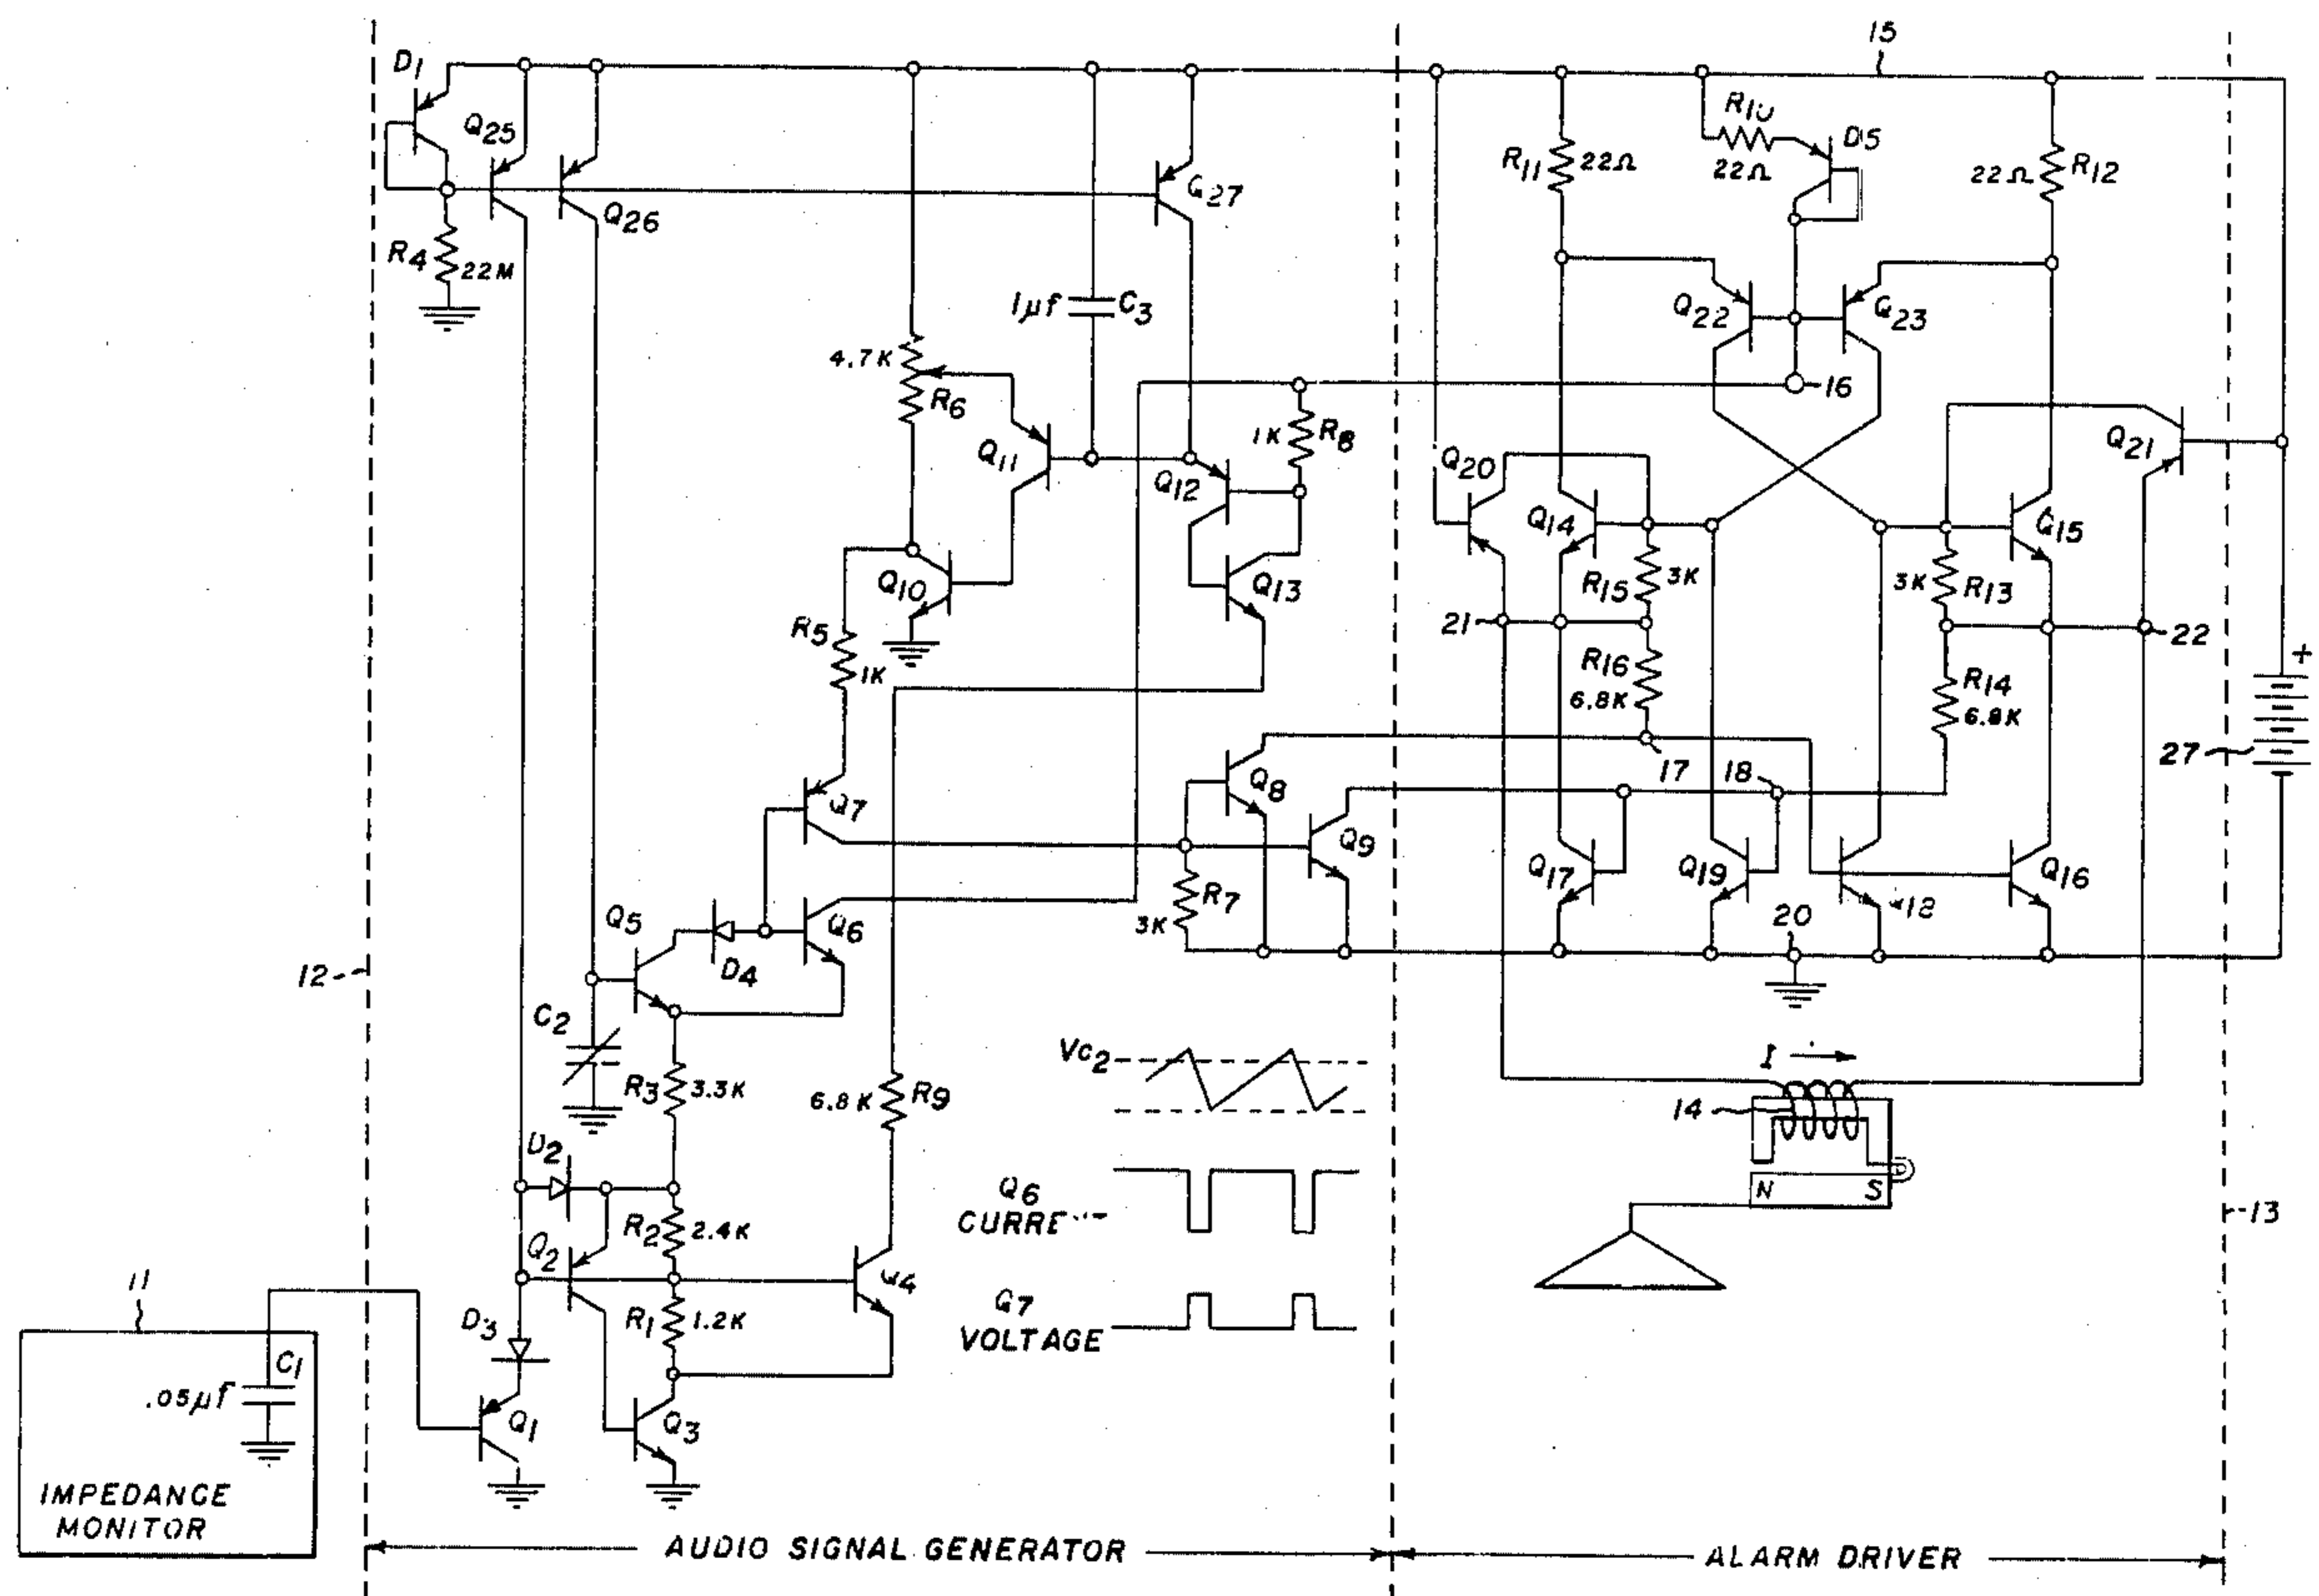 15
D1
Q25
Q26
R4
22M
Q27
R11
22Ω
R10
22Ω
D5
22Ω
R12
Q22
Q23
1µf
C3
4.7K
R6
Q11
16
1K
R8
Q12
Q20
Q14
Q15
Q21
Q10
Q13
R15
3K
3K
R13
21
22
R5
1K
R16
6.8K
R14
6.8K
+
27
17
18
Q7
Q8
Q9
Q17
Q19
Q18
Q16
R7
3K
20
Q5
D4
Q6
12
C2
R3
3.3K
6.8K
R9
VC2
I
14
D2
Q6
N
S
13
R2
2.4K
Q2
Q4
Q7
VOLTAGE
11
D3
R1
1.2K
C1
.05µf
Q1
Q3
IMPEDANCE
MONITOR
AUDIO SIGNAL GENERATOR
ALARM DRIVER